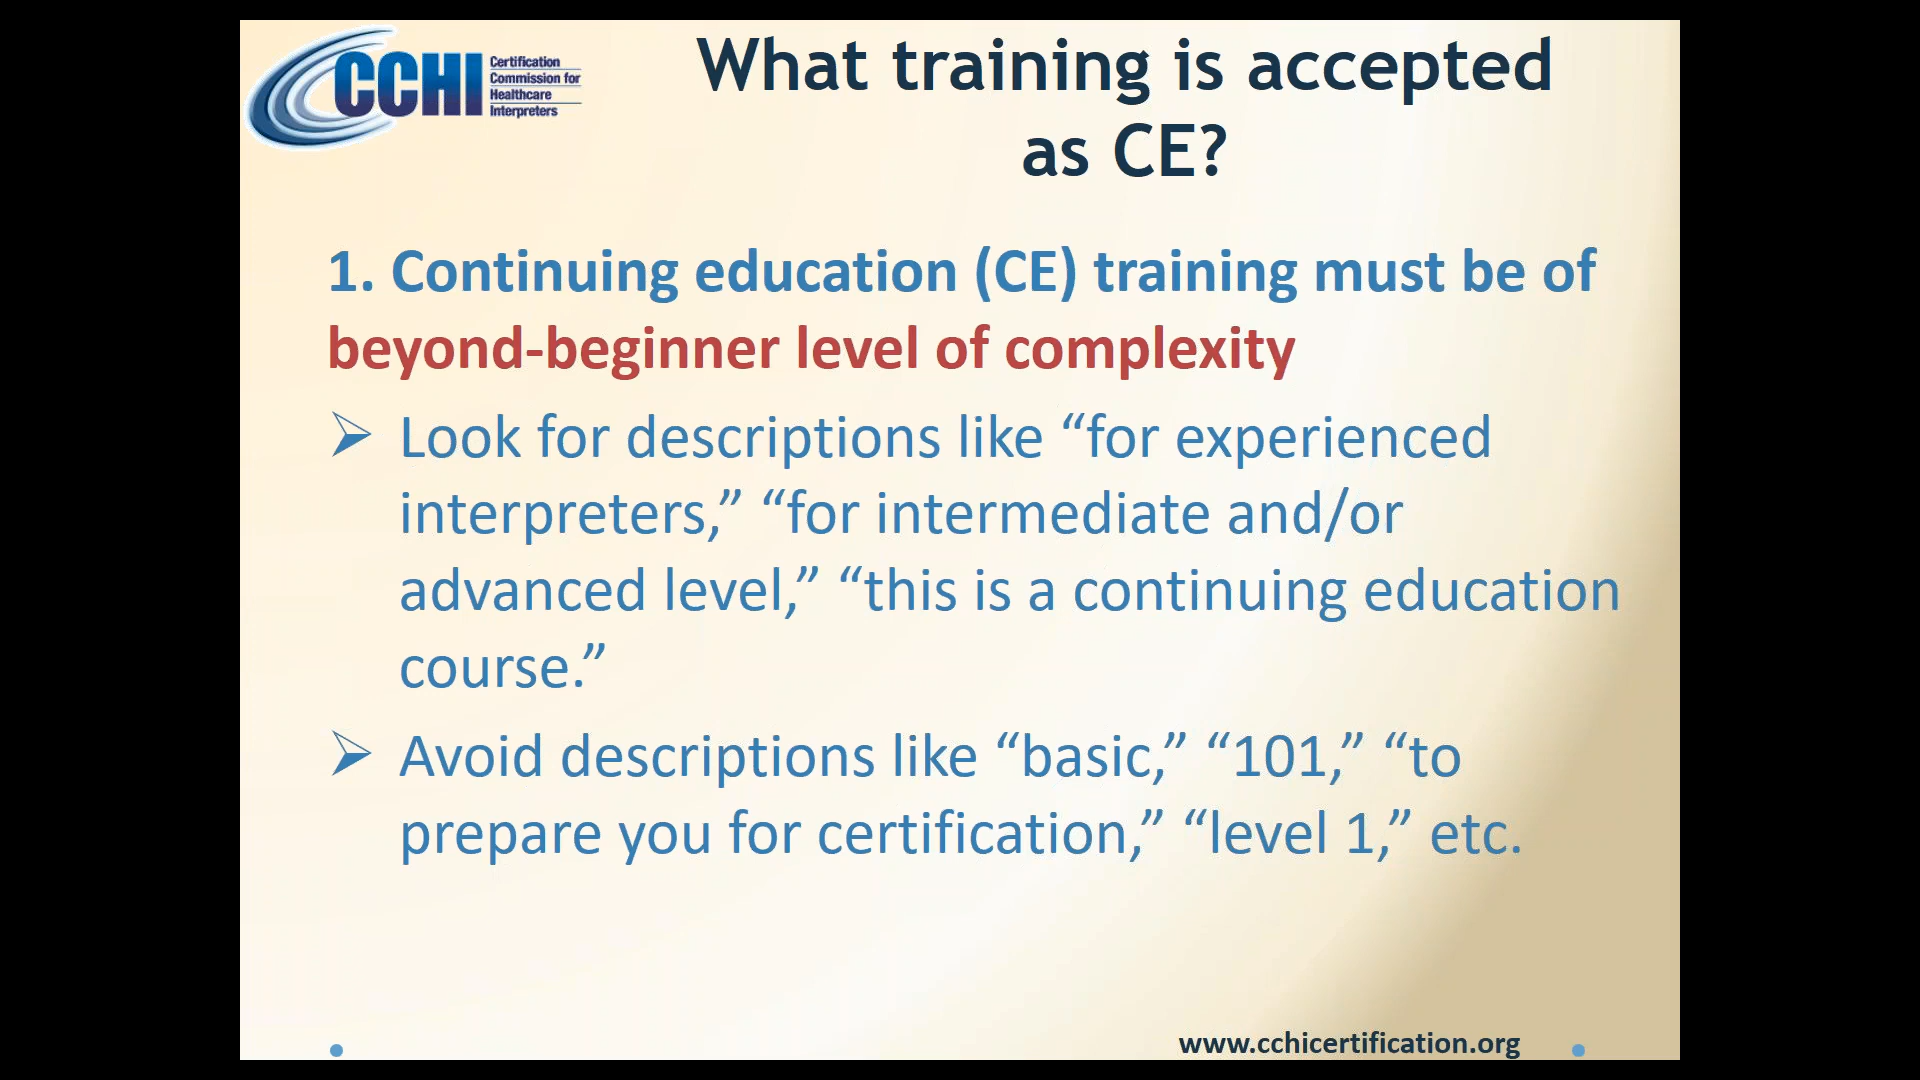 CCHI
Certification
Commission for
Healthcare
Interpreters
What training is accepted
as CE?
1. Continuing education (CE) training must be of
beyond-beginner level of complexity
Look for descriptions like “for experienced
interpreters,” “for intermediate and/or
advanced level,” “this is a continuing education
course.”
Avoid descriptions like “basic,” “101,” “to
prepare you for certification,” “level 1,” etc.
www.cchicertification.org